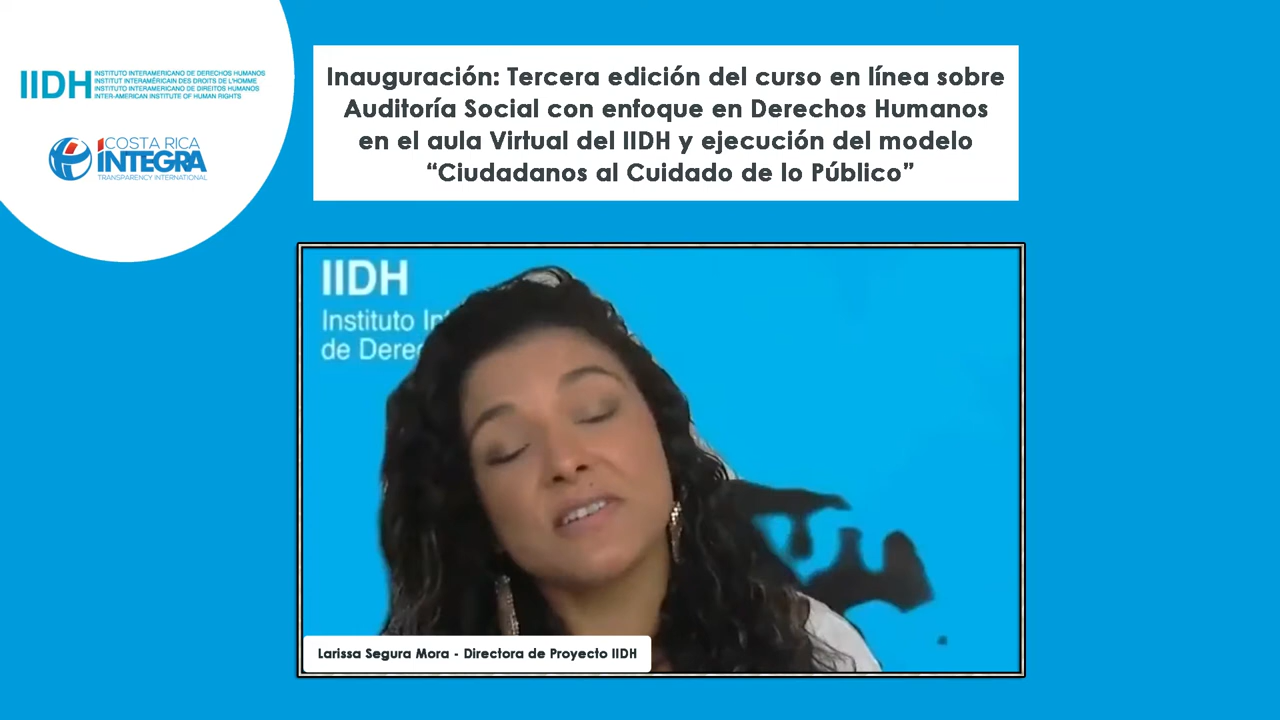 IIDH
INSTITUTO INTERAMERICANO DE DERECHOS HUMANOS
INSTITUT INTERAMÉRICAIN DES DROITS DE L'HOMME
INSTITUTO INTERAMERICANO DE DIREITOS HUMANOS
INTER-AMERICAN INSTITUTE OF HUMAN RIGHTS
COSTA RICA
INTEGRA
TRANSPARENCY INTERNATIONAL
Inauguración: Tercera edición del curso en línea sobre
Auditoría Social con enfoque en Derechos Humanos
en el aula Virtual del IIDH y ejecución del modelo
“Ciudadanos al Cuidado de lo Público”
IIDH
Instituto
de
Larissa Segura Mora - Directora de Proyecto IIDH